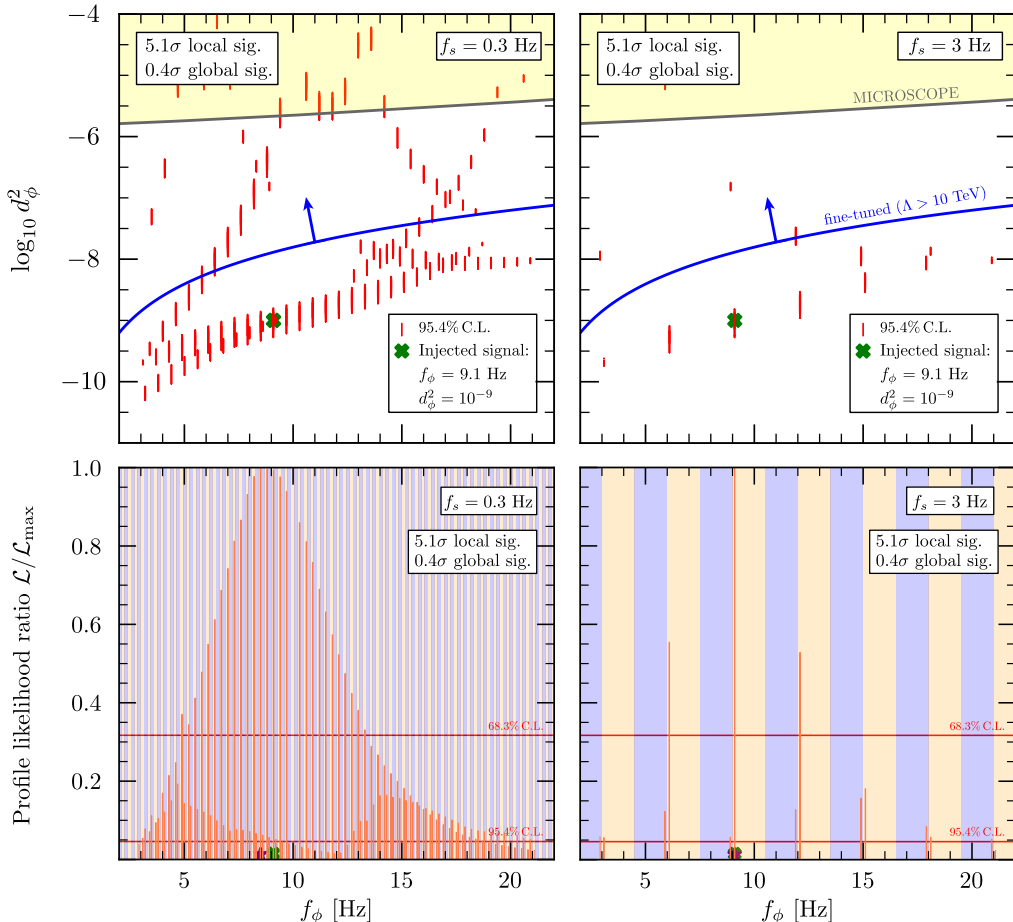 −4
−6
−8
−10
log₁₀ d²_ϕ
5.1σ local sig.
0.4σ global sig.
f_s = 0.3 Hz
95.4% C.L.
Injected signal:
f_ϕ = 9.1 Hz
d²_ϕ = 10⁻⁹
5.1σ local sig.
0.4σ global sig.
f_s = 3 Hz
MICROSCOPE
fine-tuned (Λ > 10 TeV)
95.4% C.L.
Injected signal:
f_ϕ = 9.1 Hz
d²_ϕ = 10⁻⁹
1.0
0.8
0.6
0.4
0.2
Profile likelihood ratio ℒ/ℒ_max
f_s = 0.3 Hz
5.1σ local sig.
0.4σ global sig.
68.3% C.L.
95.4% C.L.
5 10 15 20
f_ϕ [Hz]
f_s = 3 Hz
5.1σ local sig.
0.4σ global sig.
68.3% C.L.
95.4% C.L.
5 10 15 20
f_ϕ [Hz]